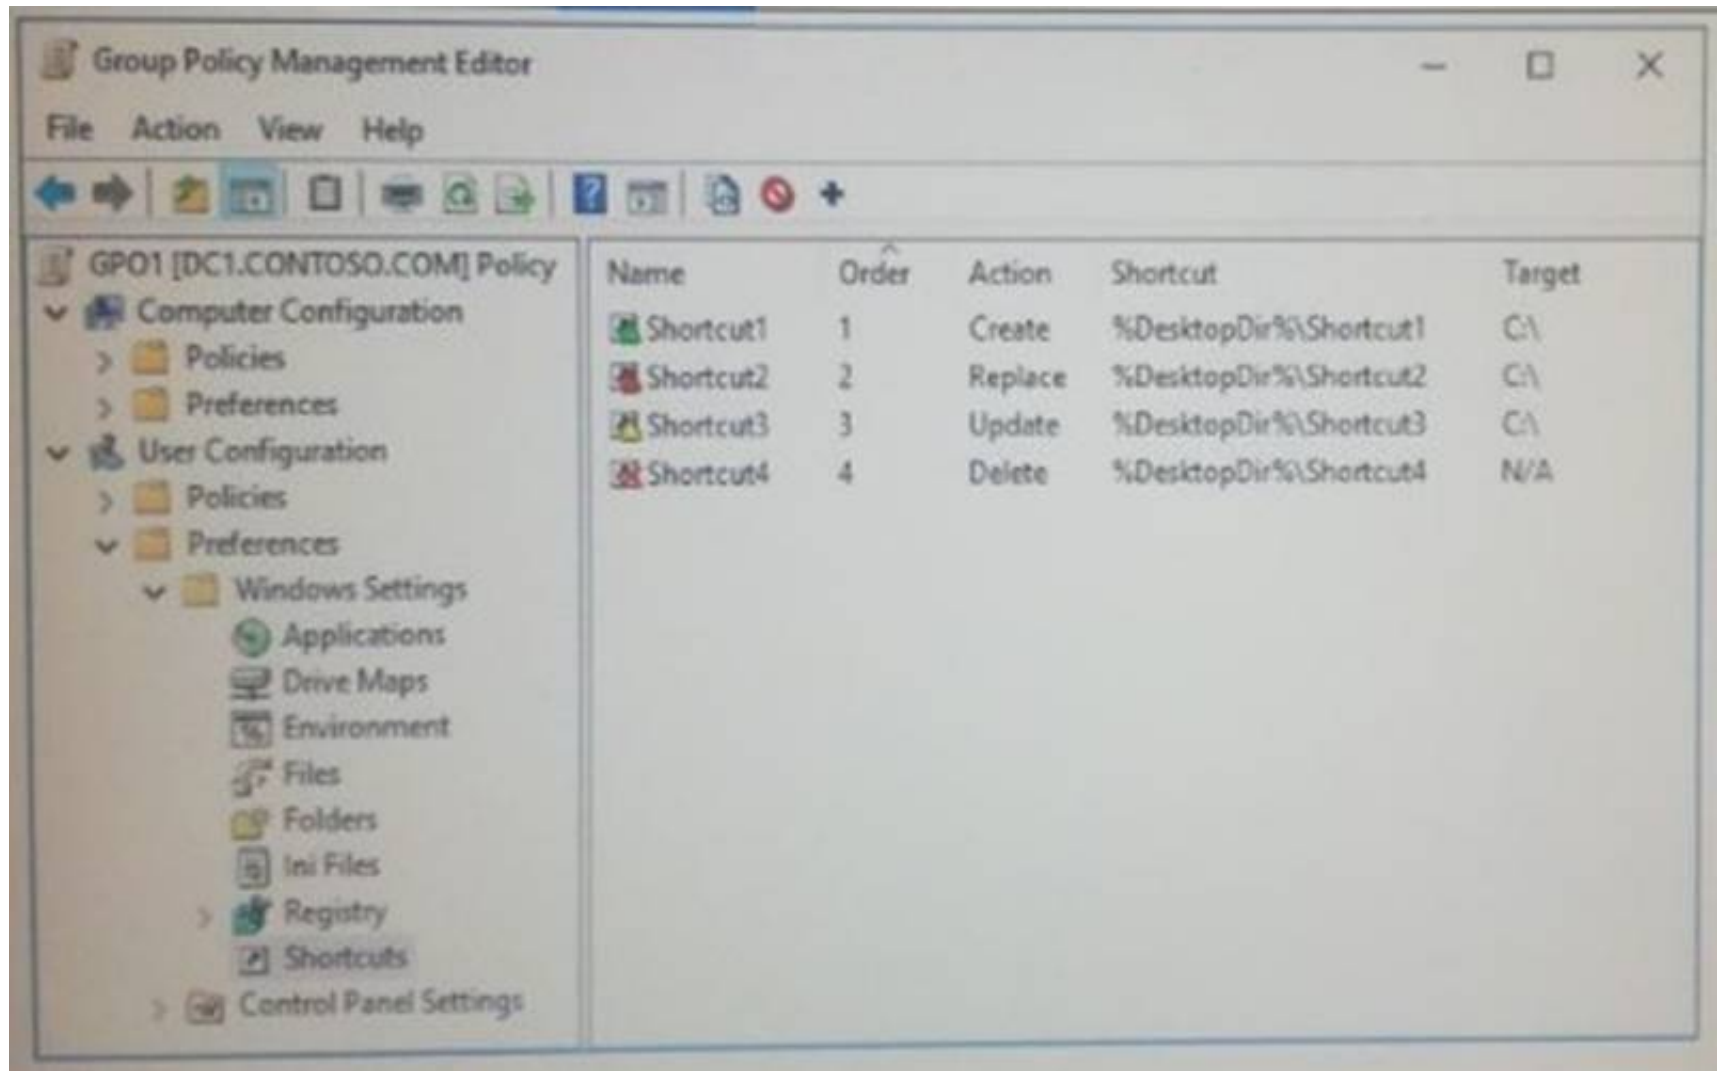 Group Policy Management Editor
File Action View Help
GPO1 [DC1.CONTOSO.COM] Policy
Computer Configuration
Policies
Preferences
User Configuration
Policies
Preferences
Windows Settings
Applications
Drive Maps
Environment
Files
Folders
Ini Files
Registry
Shortcuts
Control Panel Settings
Name Order Action Shortcut Target
Shortcut1 1 Create %DesktopDir%\Shortcut1 C:\
Shortcut2 2 Replace %DesktopDir%\Shortcut2 C:\
Shortcut3 3 Update %DesktopDir%\Shortcut3 C:\
Shortcut4 4 Delete %DesktopDir%\Shortcut4 N/A